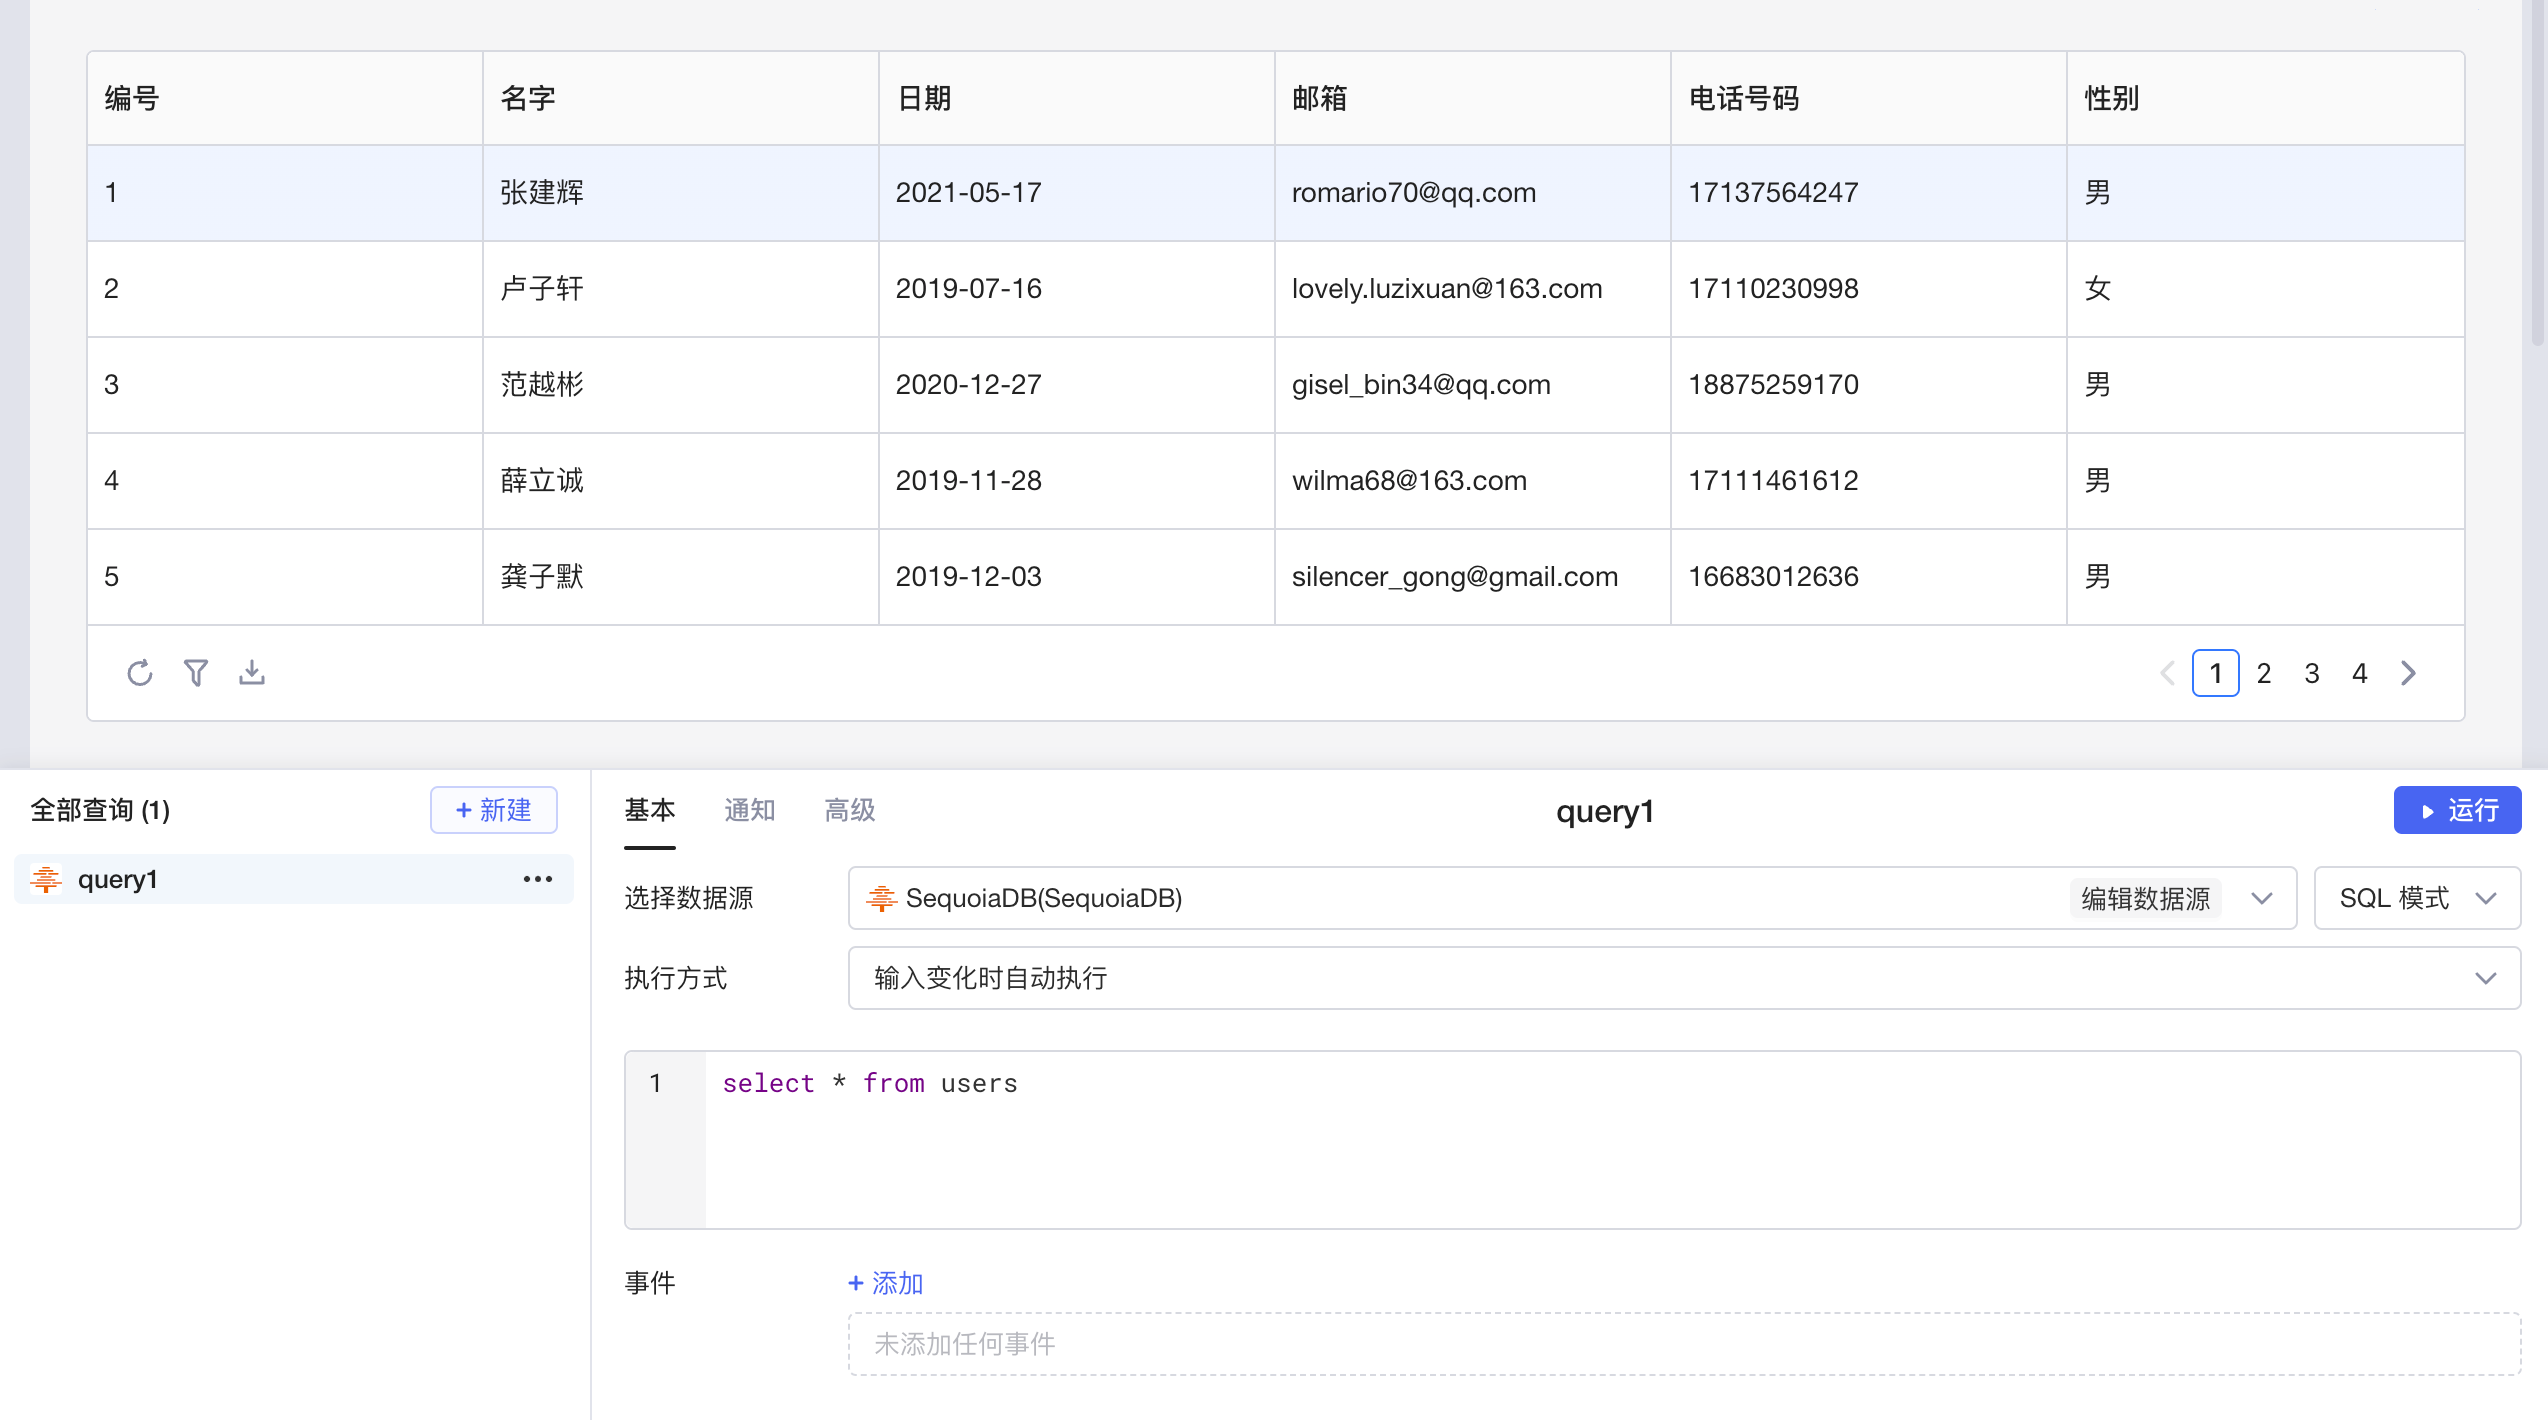 编号 名字 日期 邮箱 电话号码 性别
1 张建辉 2021-05-17 romario70@qq.com 17137564247 男
2 卢子轩 2019-07-16 lovely.luzixuan@163.com 17110230998 女
3 范越彬 2020-12-27 gisel_bin34@qq.com 18875259170 男
4 薛立诚 2019-11-28 wilma68@163.com 17111461612 男
5 龚子默 2019-12-03 silencer_gong@gmail.com 16683012636 男
1 2 3 4
全部查询 (1) + 新建
query1
基本 通知 高级 query1 运行
选择数据源 SequoiaDB(SequoiaDB) 编辑数据源 SQL 模式
执行方式 输入变化时自动执行
1 select * from users
事件 + 添加
未添加任何事件